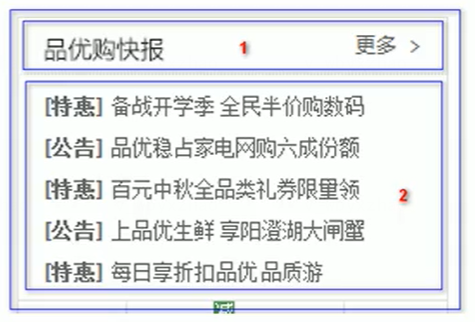 品优购快报 1 更多 >
[特惠] 备战开学季 全民半价购数码
[公告] 品优稳占家电网购六成份额
[特惠] 百元中秋全品类礼券限量领
2
[公告] 上品优生鲜 享阳澄湖大闸蟹
[特惠] 每日享折扣品优品质游